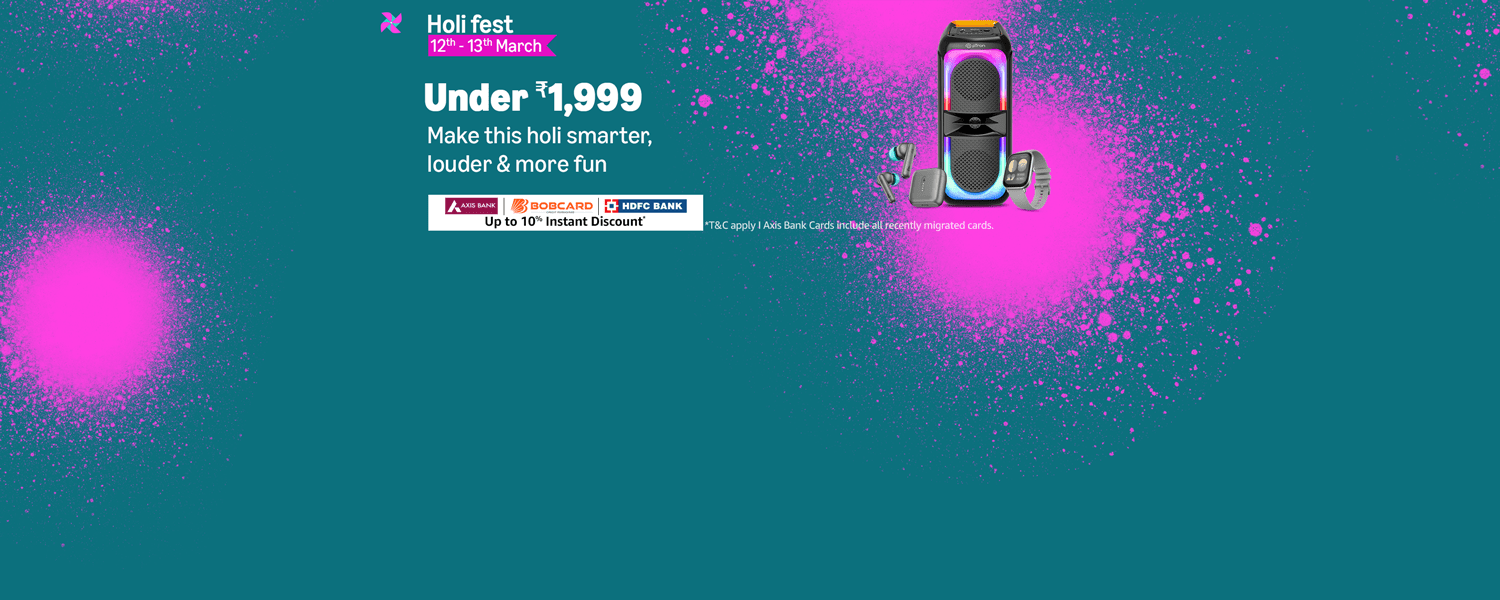 Holi fest
12th - 13th March
Under ₹1,999
Make this holi smarter,
louder & more fun
AXIS BANK BOBCARD HDFC BANK
Up to 10% Instant Discount*
*T&C apply I Axis Bank Cards include all recently migrated cards.
pTron